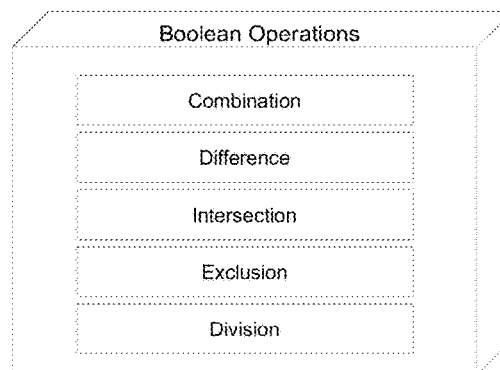 Boolean Operations
Combination
Difference
Intersection
Exclusion
Division